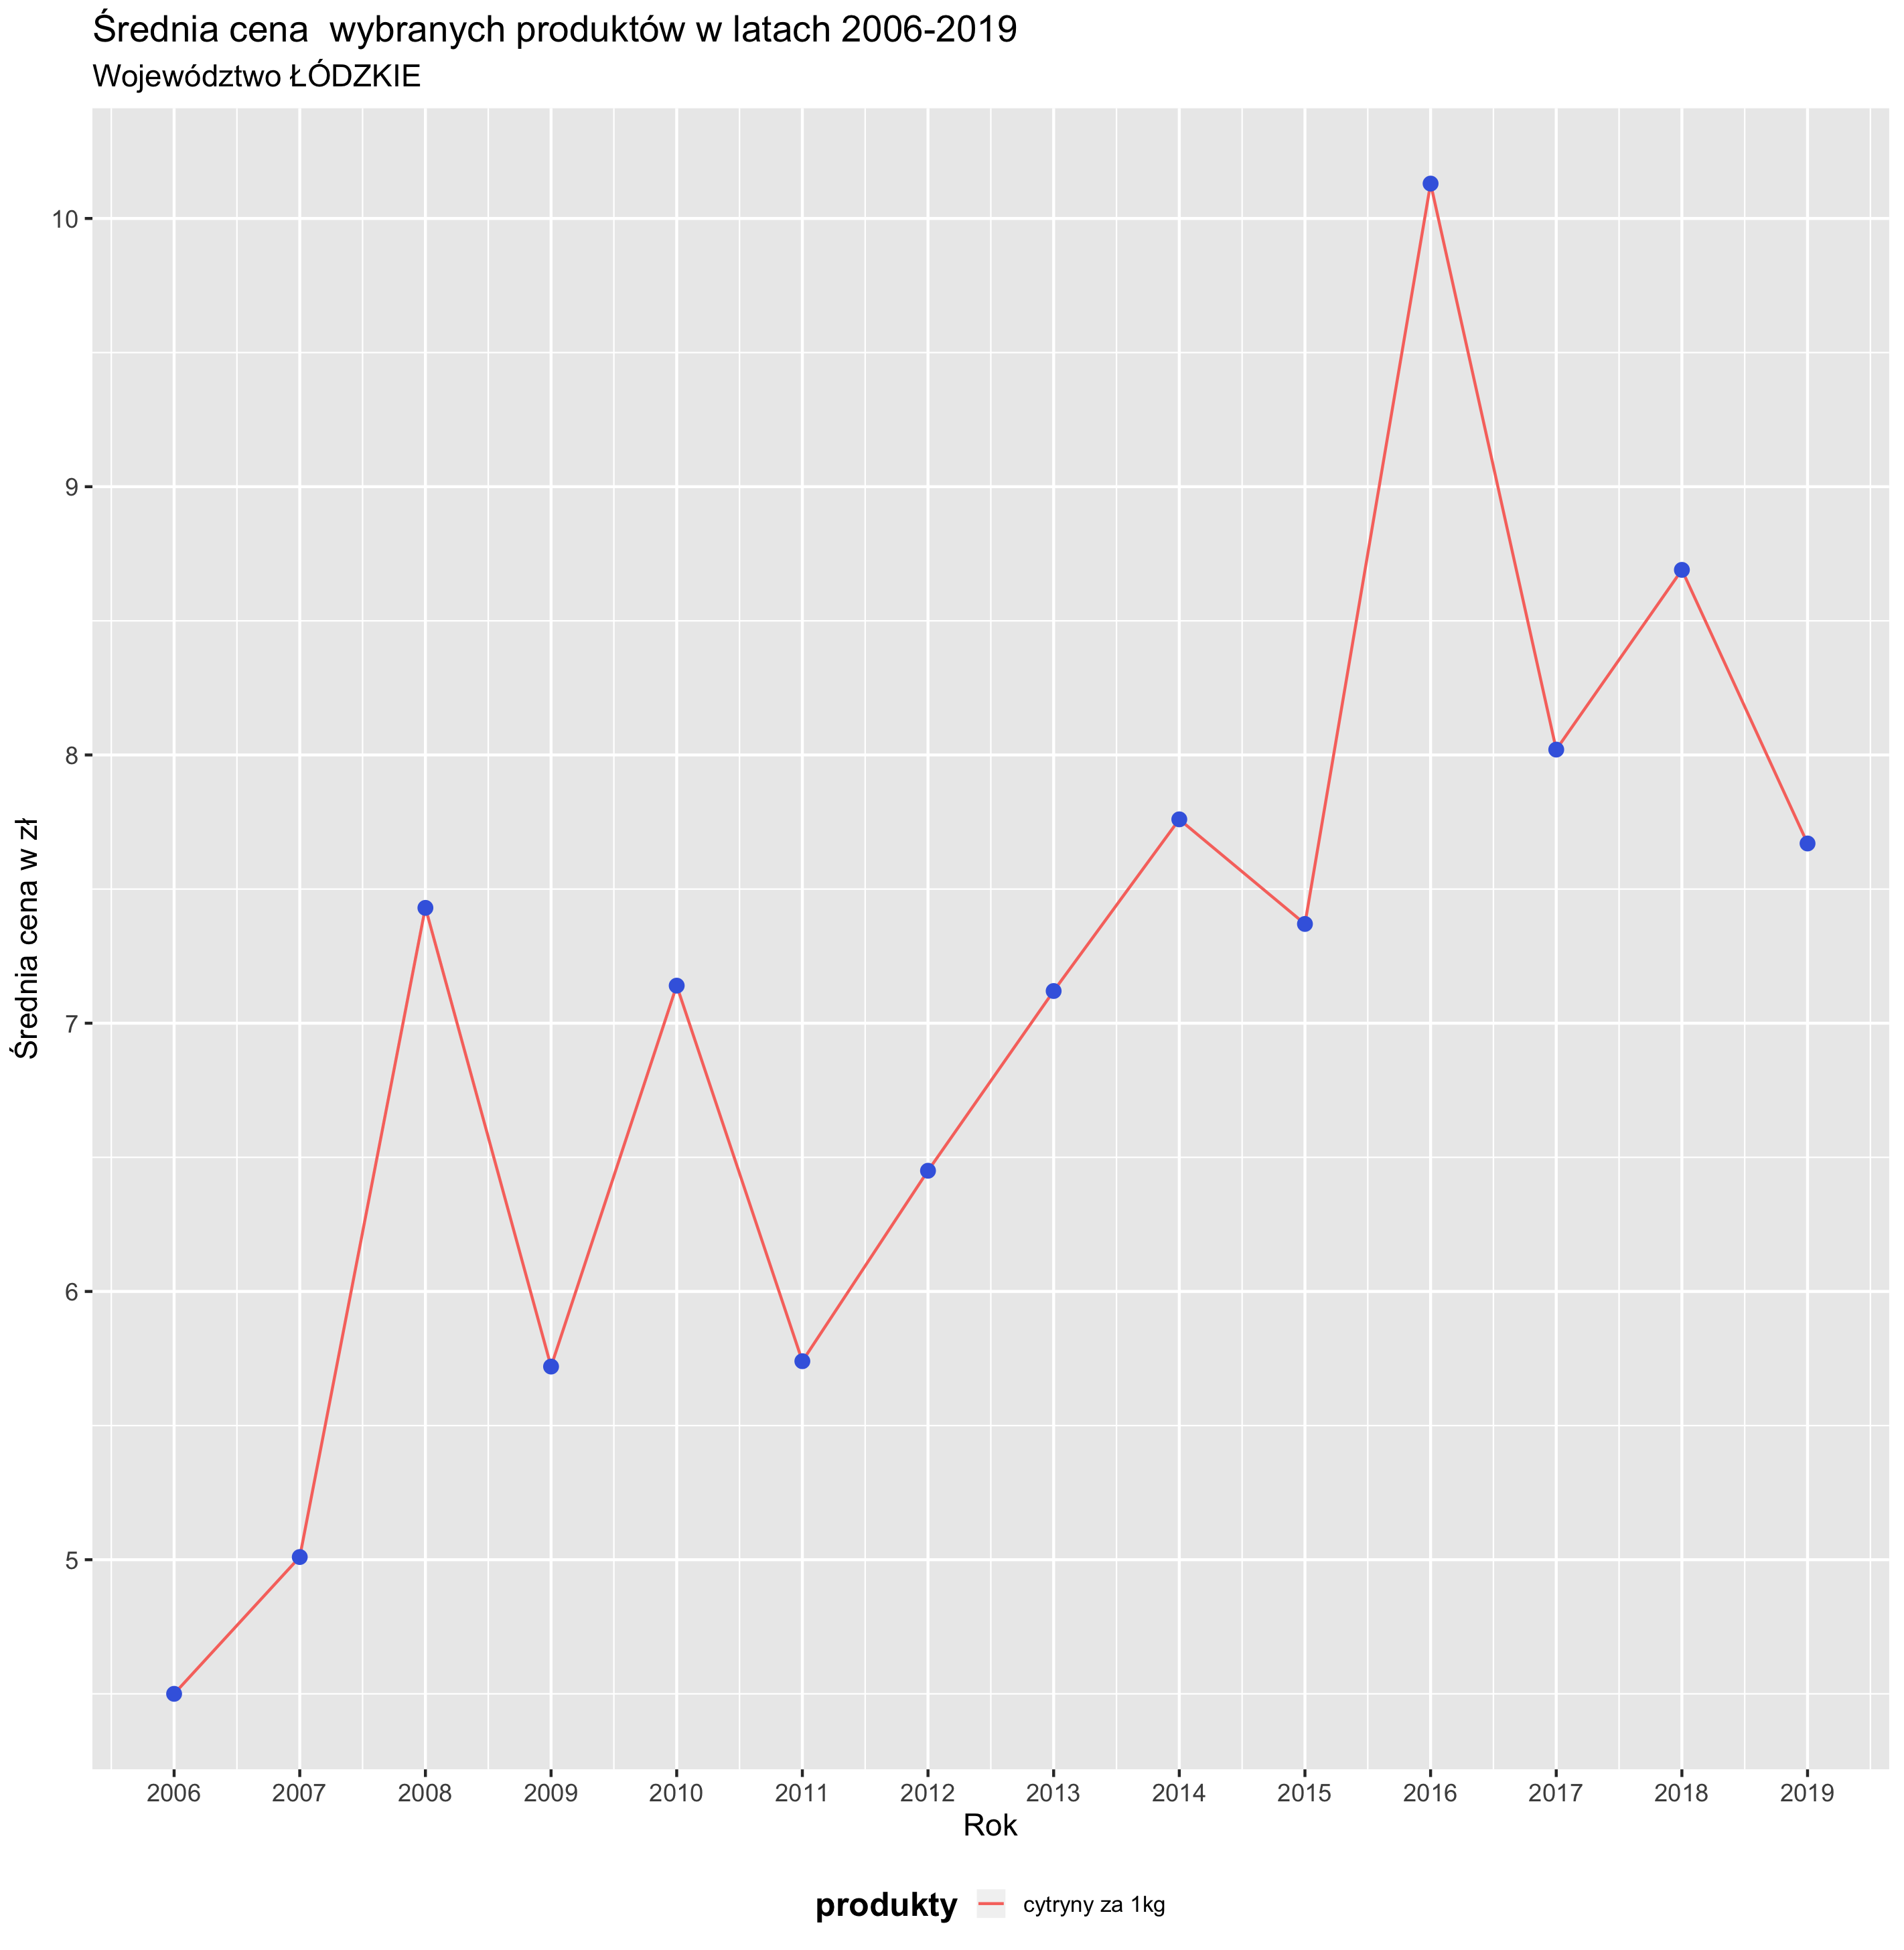 Średnia cena  wybranych produktów w latach 2006-2019
Województwo ŁÓDZKIE
Średnia cena w zł
10
9
8
7
6
5
2006 2007 2008 2009 2010 2011 2012 2013 2014 2015 2016 2017 2018 2019
Rok
produkty cytryny za 1kg